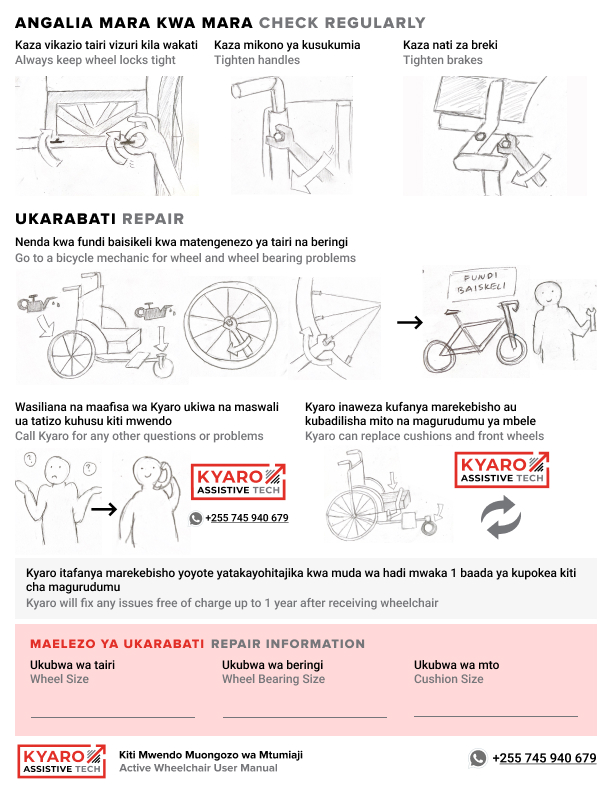 ANGALIA MARA KWA MARA CHECK REGULARLY
Kaza vikazio tairi vizuri kila wakati
Always keep wheel locks tight
Kaza mikono ya kusukumia
Tighten handles
Kaza nati za breki
Tighten brakes
UKARABATI REPAIR
Nenda kwa fundi baisikeli kwa matengenezo ya tairi na beringi
Go to a bicycle mechanic for wheel and wheel bearing problems
FUNDI
BAISKELI
Wasiliana na maafisa wa Kyaro ukiwa na maswali
ua tatizo kuhusu kiti mwendo
Call Kyaro for any other questions or problems
? ?
KYARO
ASSISTIVE TECH
+255 745 940 679
Kyaro inaweza kufanya marekebisho au
kubadilisha mito na magurudumu ya mbele
Kyaro can replace cushions and front wheels
KYARO
ASSISTIVE TECH
Kyaro itafanya marekebisho yoyote yatakayohitajika kwa muda wa hadi mwaka 1 baada ya kupokea kiti
cha magurudumu
Kyaro will fix any issues free of charge up to 1 year after receiving wheelchair
MAELEZO YA UKARABATI REPAIR INFORMATION
Ukubwa wa tairi
Wheel Size
Ukubwa wa beringi
Wheel Bearing Size
Ukubwa wa mto
Cushion Size
KYARO
ASSISTIVE TECH
Kiti Mwendo Muongozo wa Mtumiaji
Active Wheelchair User Manual
+255 745 940 679